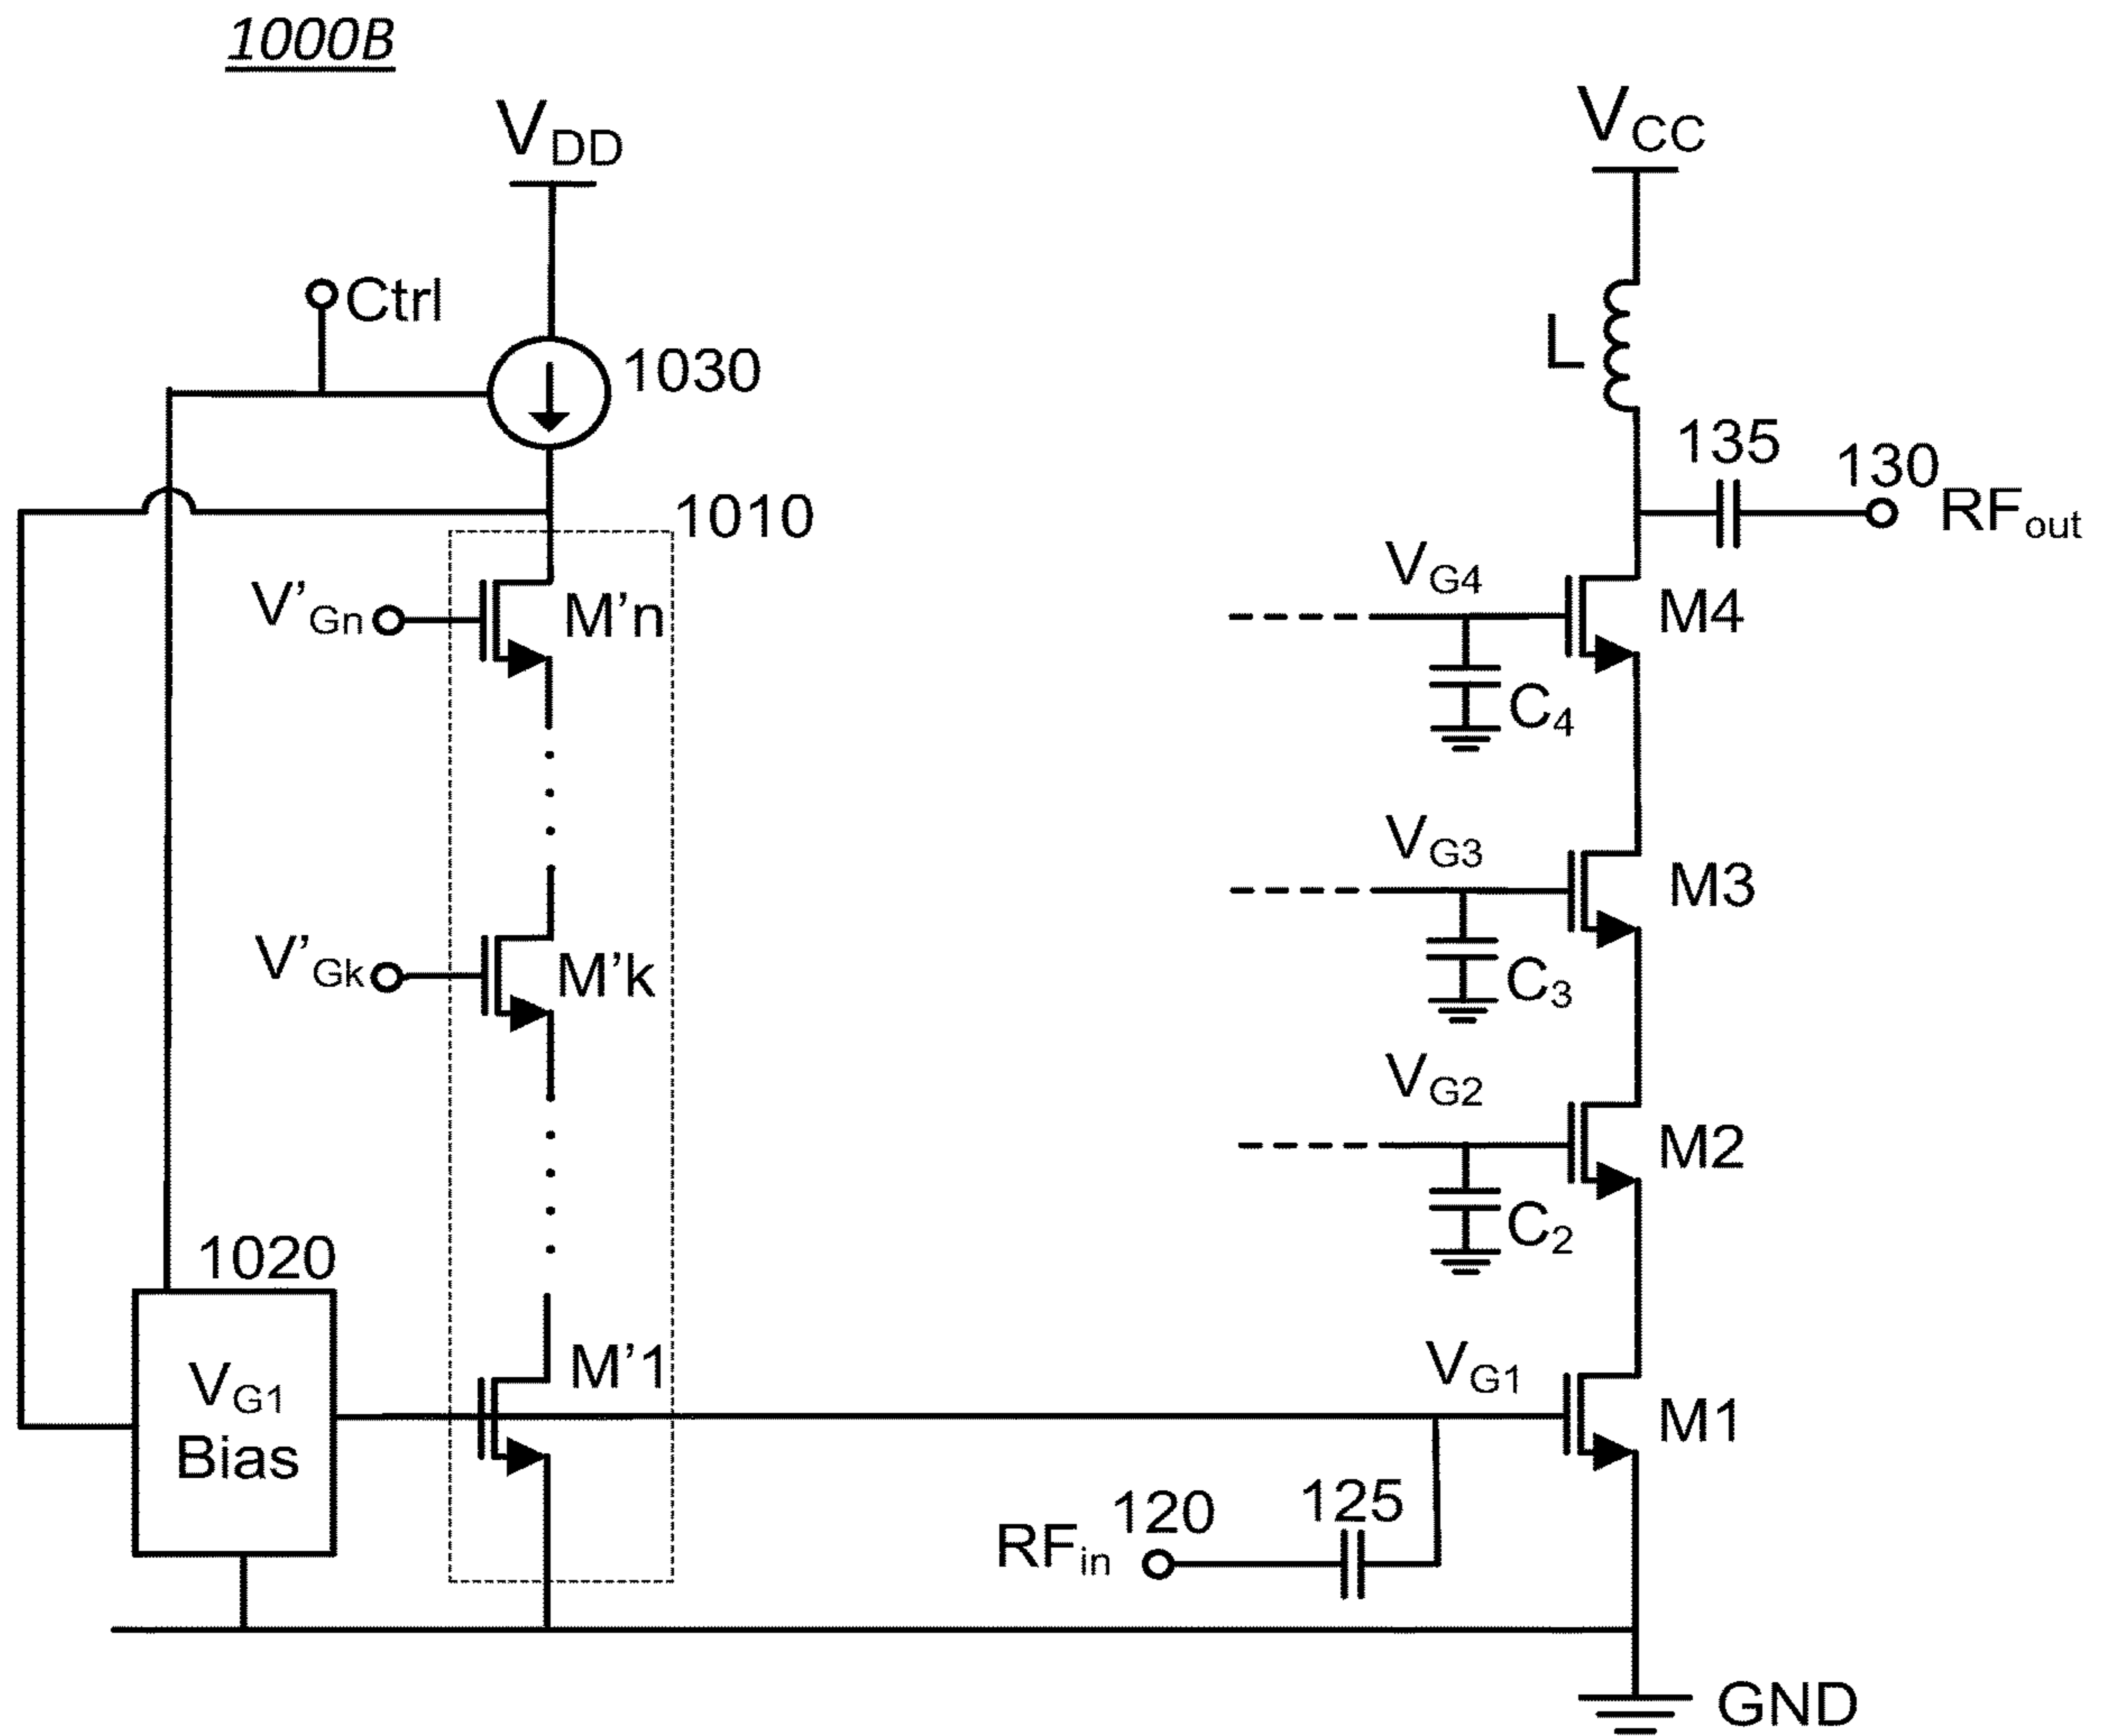 1000B
VDD
VCC
Ctrl
1030
L
135
130
RFout
1010
V'Gn
M'n
VG4
M4
C4
VG3
M3
C3
V'Gk
M'k
VG2
M2
C2
1020
VG1
Bias
M'1
VG1
M1
RFin
120
125
GND